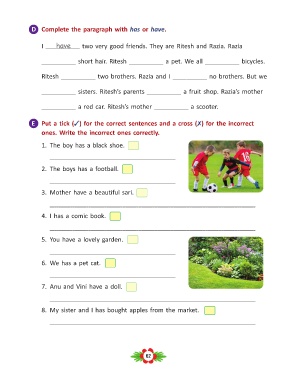 D Complete the paragraph with has or have.
I have two very good friends. They are Ritesh and Razia. Razia
__________ short hair. Ritesh __________ a pet. We all __________ bicycles.
Ritesh __________ two brothers. Razia and I __________ no brothers. But we
__________ sisters. Ritesh's parents __________ a fruit shop. Razia's mother
__________ a red car. Ritesh's mother __________ a scooter.
E Put a tick (✓) for the correct sentences and a cross (✗) for the incorrect
ones. Write the incorrect ones correctly.
1. The boy has a black shoe.
2. The boys has a football.
3. Mother have a beautiful sari.
4. I has a comic book.
5. You have a lovely garden.
6. We has a pet cat.
7. Anu and Vini have a doll.
8. My sister and I has bought apples from the market.
62